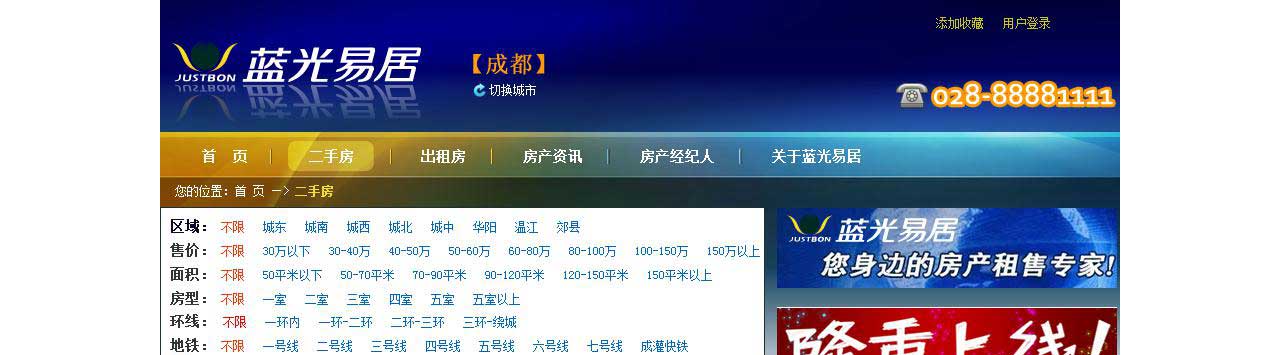 添加收藏 用户登录
JUSTBON 蓝光易居
【成都】
切换城市
028-88881111
首 页 二手房 出租房 房产资讯 房产经纪人 关于蓝光易居
您的位置：首 页 —> 二手房
区域： 不限 城东 城南 城西 城北 城中 华阳 温江 郫县
售价： 不限 30万以下 30-40万 40-50万 50-60万 60-80万 80-100万 100-150万 150万以上
面积： 不限 50平米以下 50-70平米 70-90平米 90-120平米 120-150平米 150平米以上
房型： 不限 一室 二室 三室 四室 五室 五室以上
环线： 不限 一环内 一环-二环 二环-三环 三环-绕城
地铁： 不限 一号线 二号线 三号线 四号线 五号线 六号线 七号线 成灌快铁
JUSTBON 蓝光易居
您身边的房产租售专家!
隆重上线!